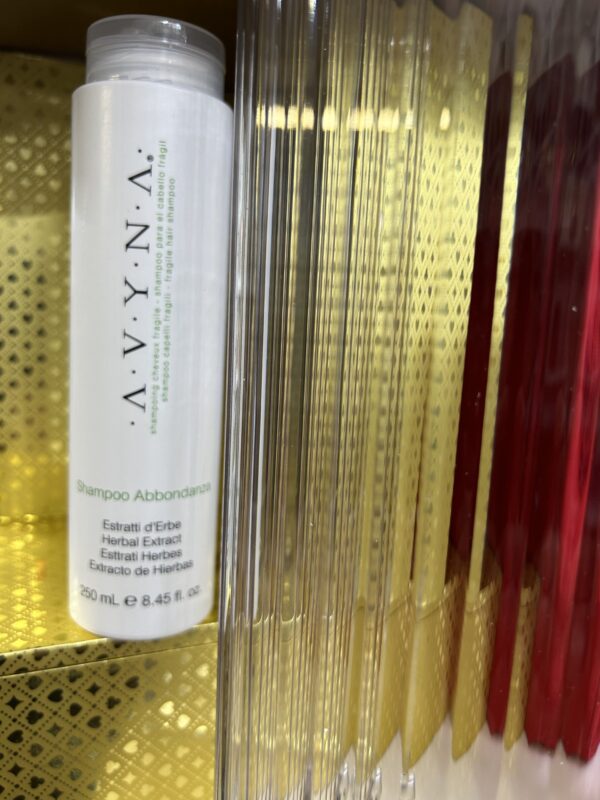 ·A·V·Y·N·A·®
shampoing cheveux fragile - shampoo para el cabello frágil
shampoo capelli fragili - fragile hair shampoo
Shampoo Abbondanza
Estratti d'Erbe
Herbal Extract
Esttrati Herbes
Extracto de Hierbas
250 mL e 8.45 fl. oz.